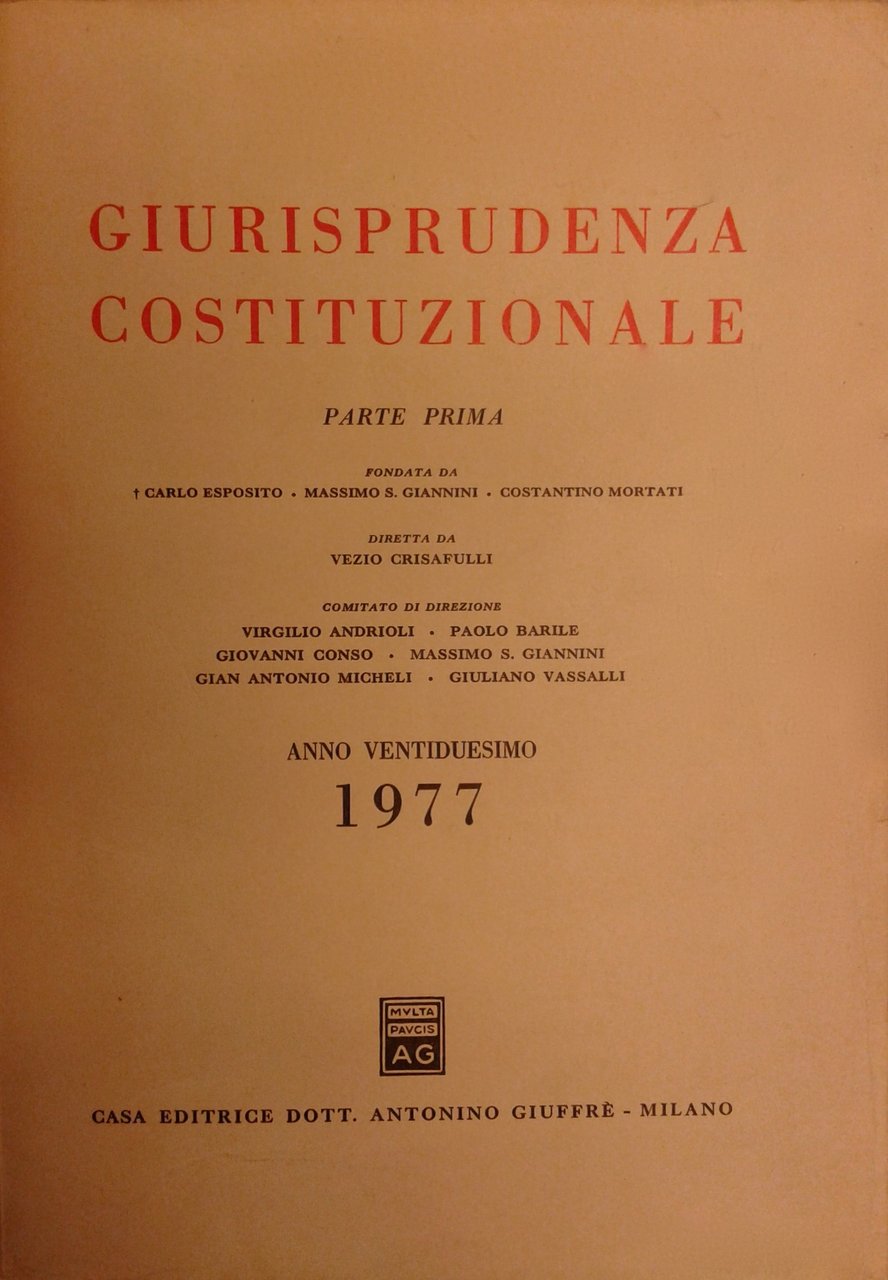 GIURISPRUDENZA
COSTITUZIONALE
PARTE PRIMA
FONDATA DA
† CARLO ESPOSITO • MASSIMO S. GIANNINI • COSTANTINO MORTATI
DIRETTA DA
VEZIO CRISAFULLI
COMITATO DI DIREZIONE
VIRGILIO ANDRIOLI • PAOLO BARILE
GIOVANNI CONSO • MASSIMO S. GIANNINI
GIAN ANTONIO MICHELI • GIULIANO VASSALLI
ANNO VENTIDUESIMO
1977
MVLTA
PAVCIS
AG
CASA EDITRICE DOTT. ANTONINO GIUFFRÈ - MILANO